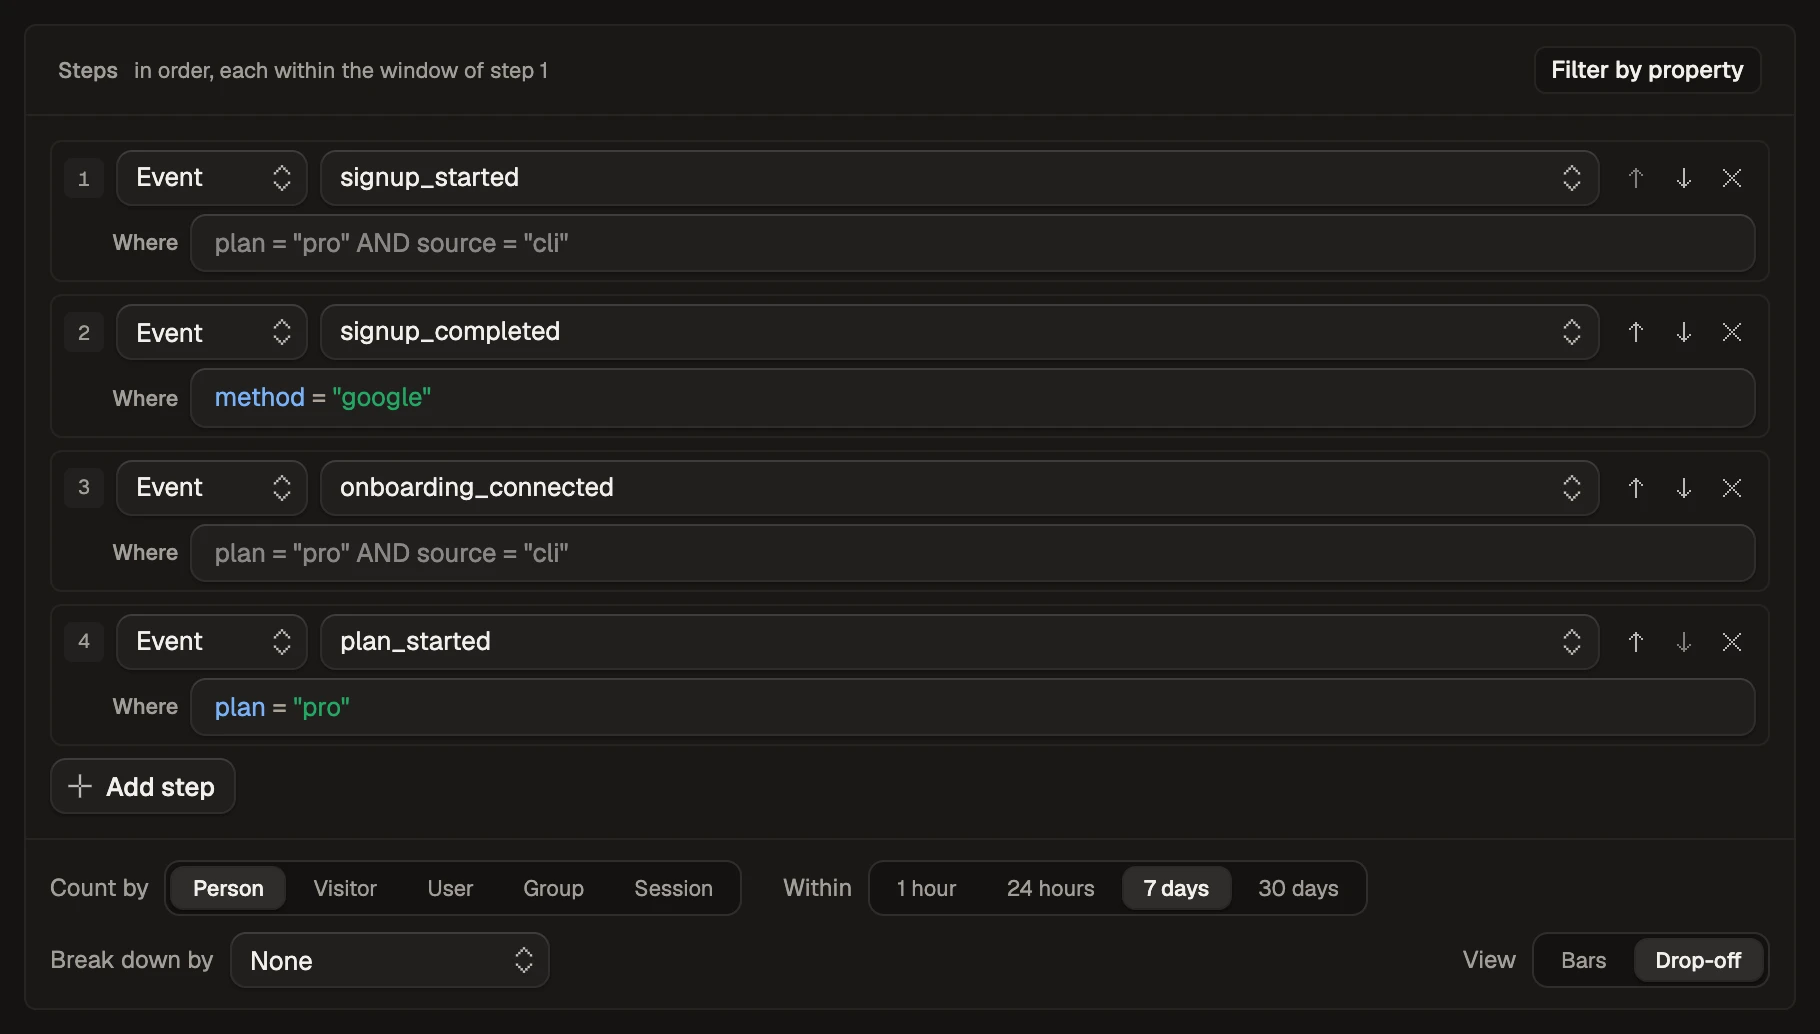 Steps in order, each within the window of step 1
Filter by property
1 Event signup_started
Where plan = "pro" AND source = "cli"
2 Event signup_completed
Where method = "google"
3 Event onboarding_connected
Where plan = "pro" AND source = "cli"
4 Event plan_started
Where plan = "pro"
Add step
Count by Person Visitor User Group Session Within 1 hour 24 hours 7 days 30 days
Break down by None View Bars Drop-off